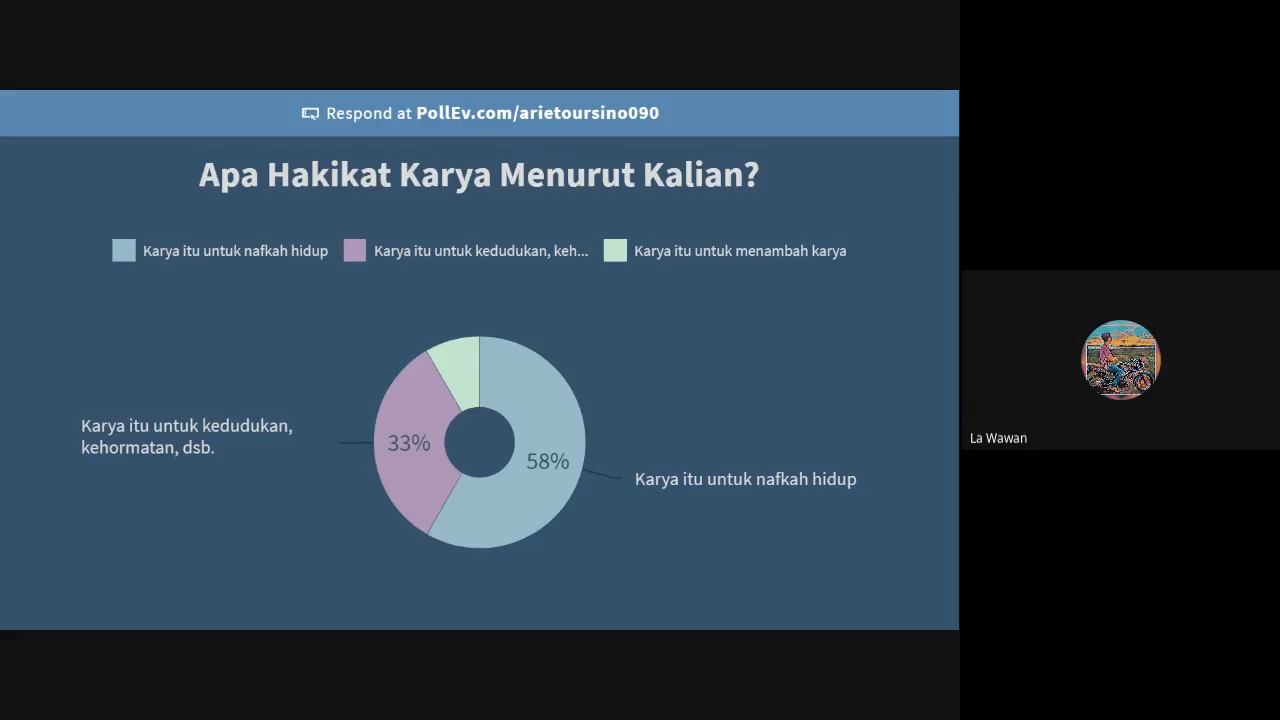 Respond at PollEv.com/arietoursino090
Apa Hakikat Karya Menurut Kalian?
Karya itu untuk nafkah hidup
Karya itu untuk kedudukan, keh...
Karya itu untuk menambah karya
Karya itu untuk kedudukan,
kehormatan, dsb.
33%
58%
Karya itu untuk nafkah hidup
La Wawan